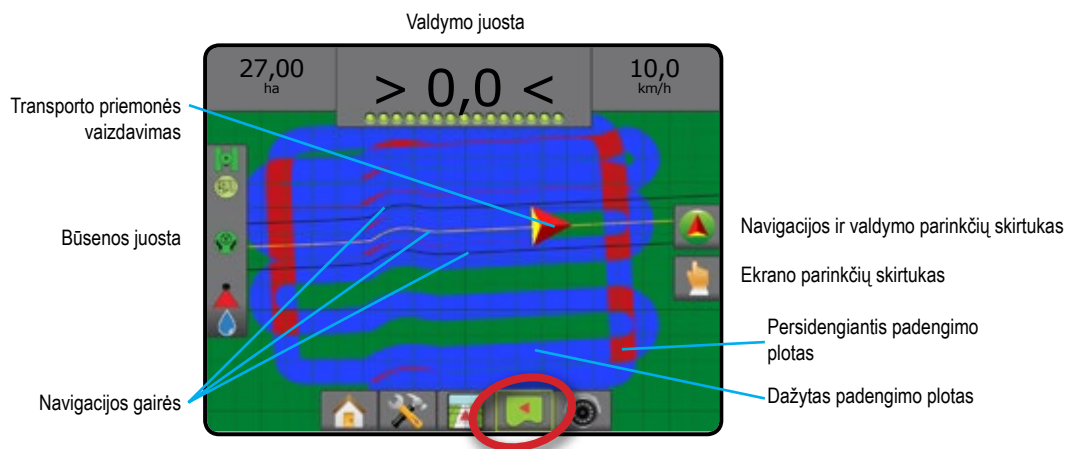 Valdymo juosta
27,00
ha
> 0,0 <
10,0
km/h
Transporto priemonės
vaizdavimas
Būsenos juosta
Navigacijos gairės
Navigacijos ir valdymo parinkčių skirtukas
Ekrano parinkčių skirtukas
Persidengiantis padengimo
plotas
Dažytas padengimo plotas